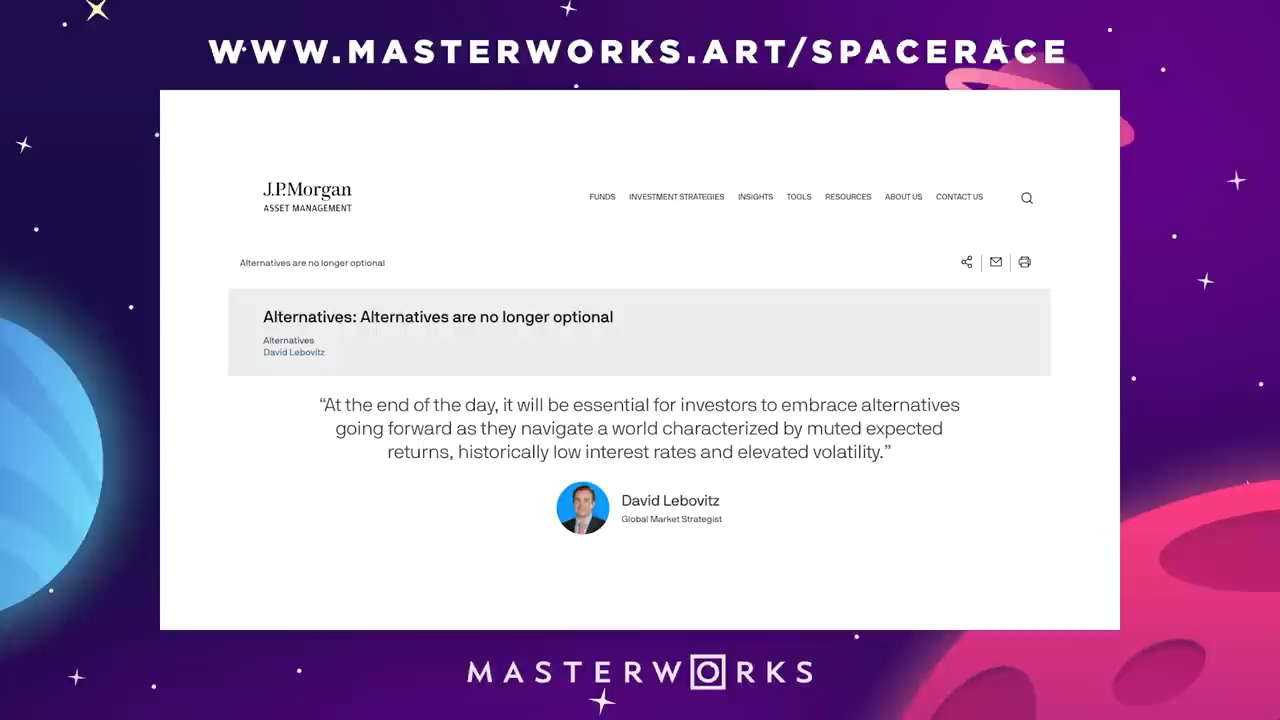 WWW.MASTERWORKS.ART/SPACERACE
J.P.Morgan
ASSET MANAGEMENT
FUNDS INVESTMENT STRATEGIES INSIGHTS TOOLS RESOURCES ABOUT US CONTACT US
Alternatives are no longer optional
Alternatives: Alternatives are no longer optional
Alternatives
David Lebovitz
“At the end of the day, it will be essential for investors to embrace alternatives
going forward as they navigate a world characterized by muted expected
returns, historically low interest rates and elevated volatility.”
David Lebovitz
Global Market Strategist
MASTERWORKS